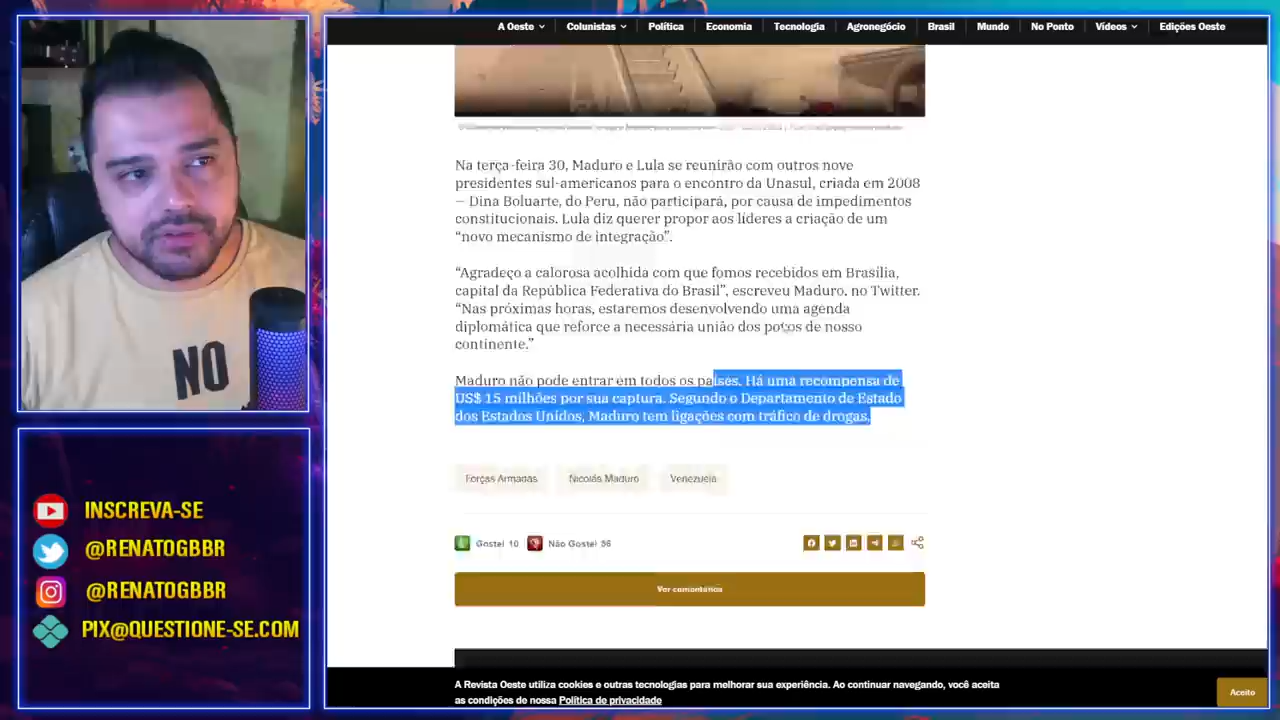 A Oeste
Colunistas
Política
Economia
Tecnologia
Agronegócio
Brasil
Mundo
No Ponto
Vídeos
Edições Oeste
Na terça-feira 30, Maduro e Lula se reunirão com outros nove
presidentes sul-americanos para o encontro da Unasul, criada em 2008
— Dina Boluarte, do Peru, não participará, por causa de impedimentos
constitucionais. Lula diz querer propor aos líderes a criação de um
“novo mecanismo de integração”.
“Agradeço a calorosa acolhida com que fomos recebidos em Brasília,
capital da República Federativa do Brasil”, escreveu Maduro, no Twitter.
“Nas próximas horas, estaremos desenvolvendo uma agenda
diplomática que reforce a necessária união dos povos de nosso
continente.”
Maduro não pode entrar em todos os países. Há uma recompensa de
US$ 15 milhões por sua captura. Segundo o Departamento de Estado
dos Estados Unidos, Maduro tem ligações com tráfico de drogas.
Forças Armadas
Nicolás Maduro
Venezuela
Gostei 10
Não Gostei 36
Ver comentários
A Revista Oeste utiliza cookies e outras tecnologias para melhorar sua experiência. Ao continuar navegando, você aceita
as condições de nossa Política de privacidade
Aceito
NO
INSCREVA-SE
@RENATOGBBR
@RENATOGBBR
PIX@QUESTIONE-SE.COM